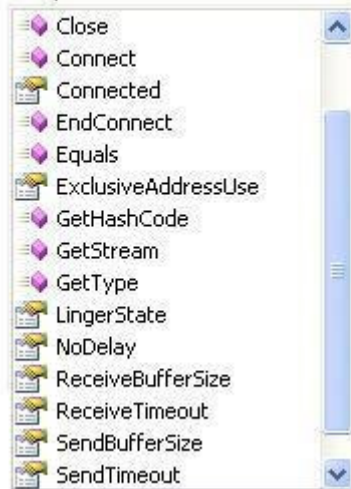 Close
Connect
Connected
EndConnect
Equals
ExclusiveAddressUse
GetHashCode
GetStream
GetType
LingerState
NoDelay
ReceiveBufferSize
ReceiveTimeout
SendBufferSize
SendTimeout